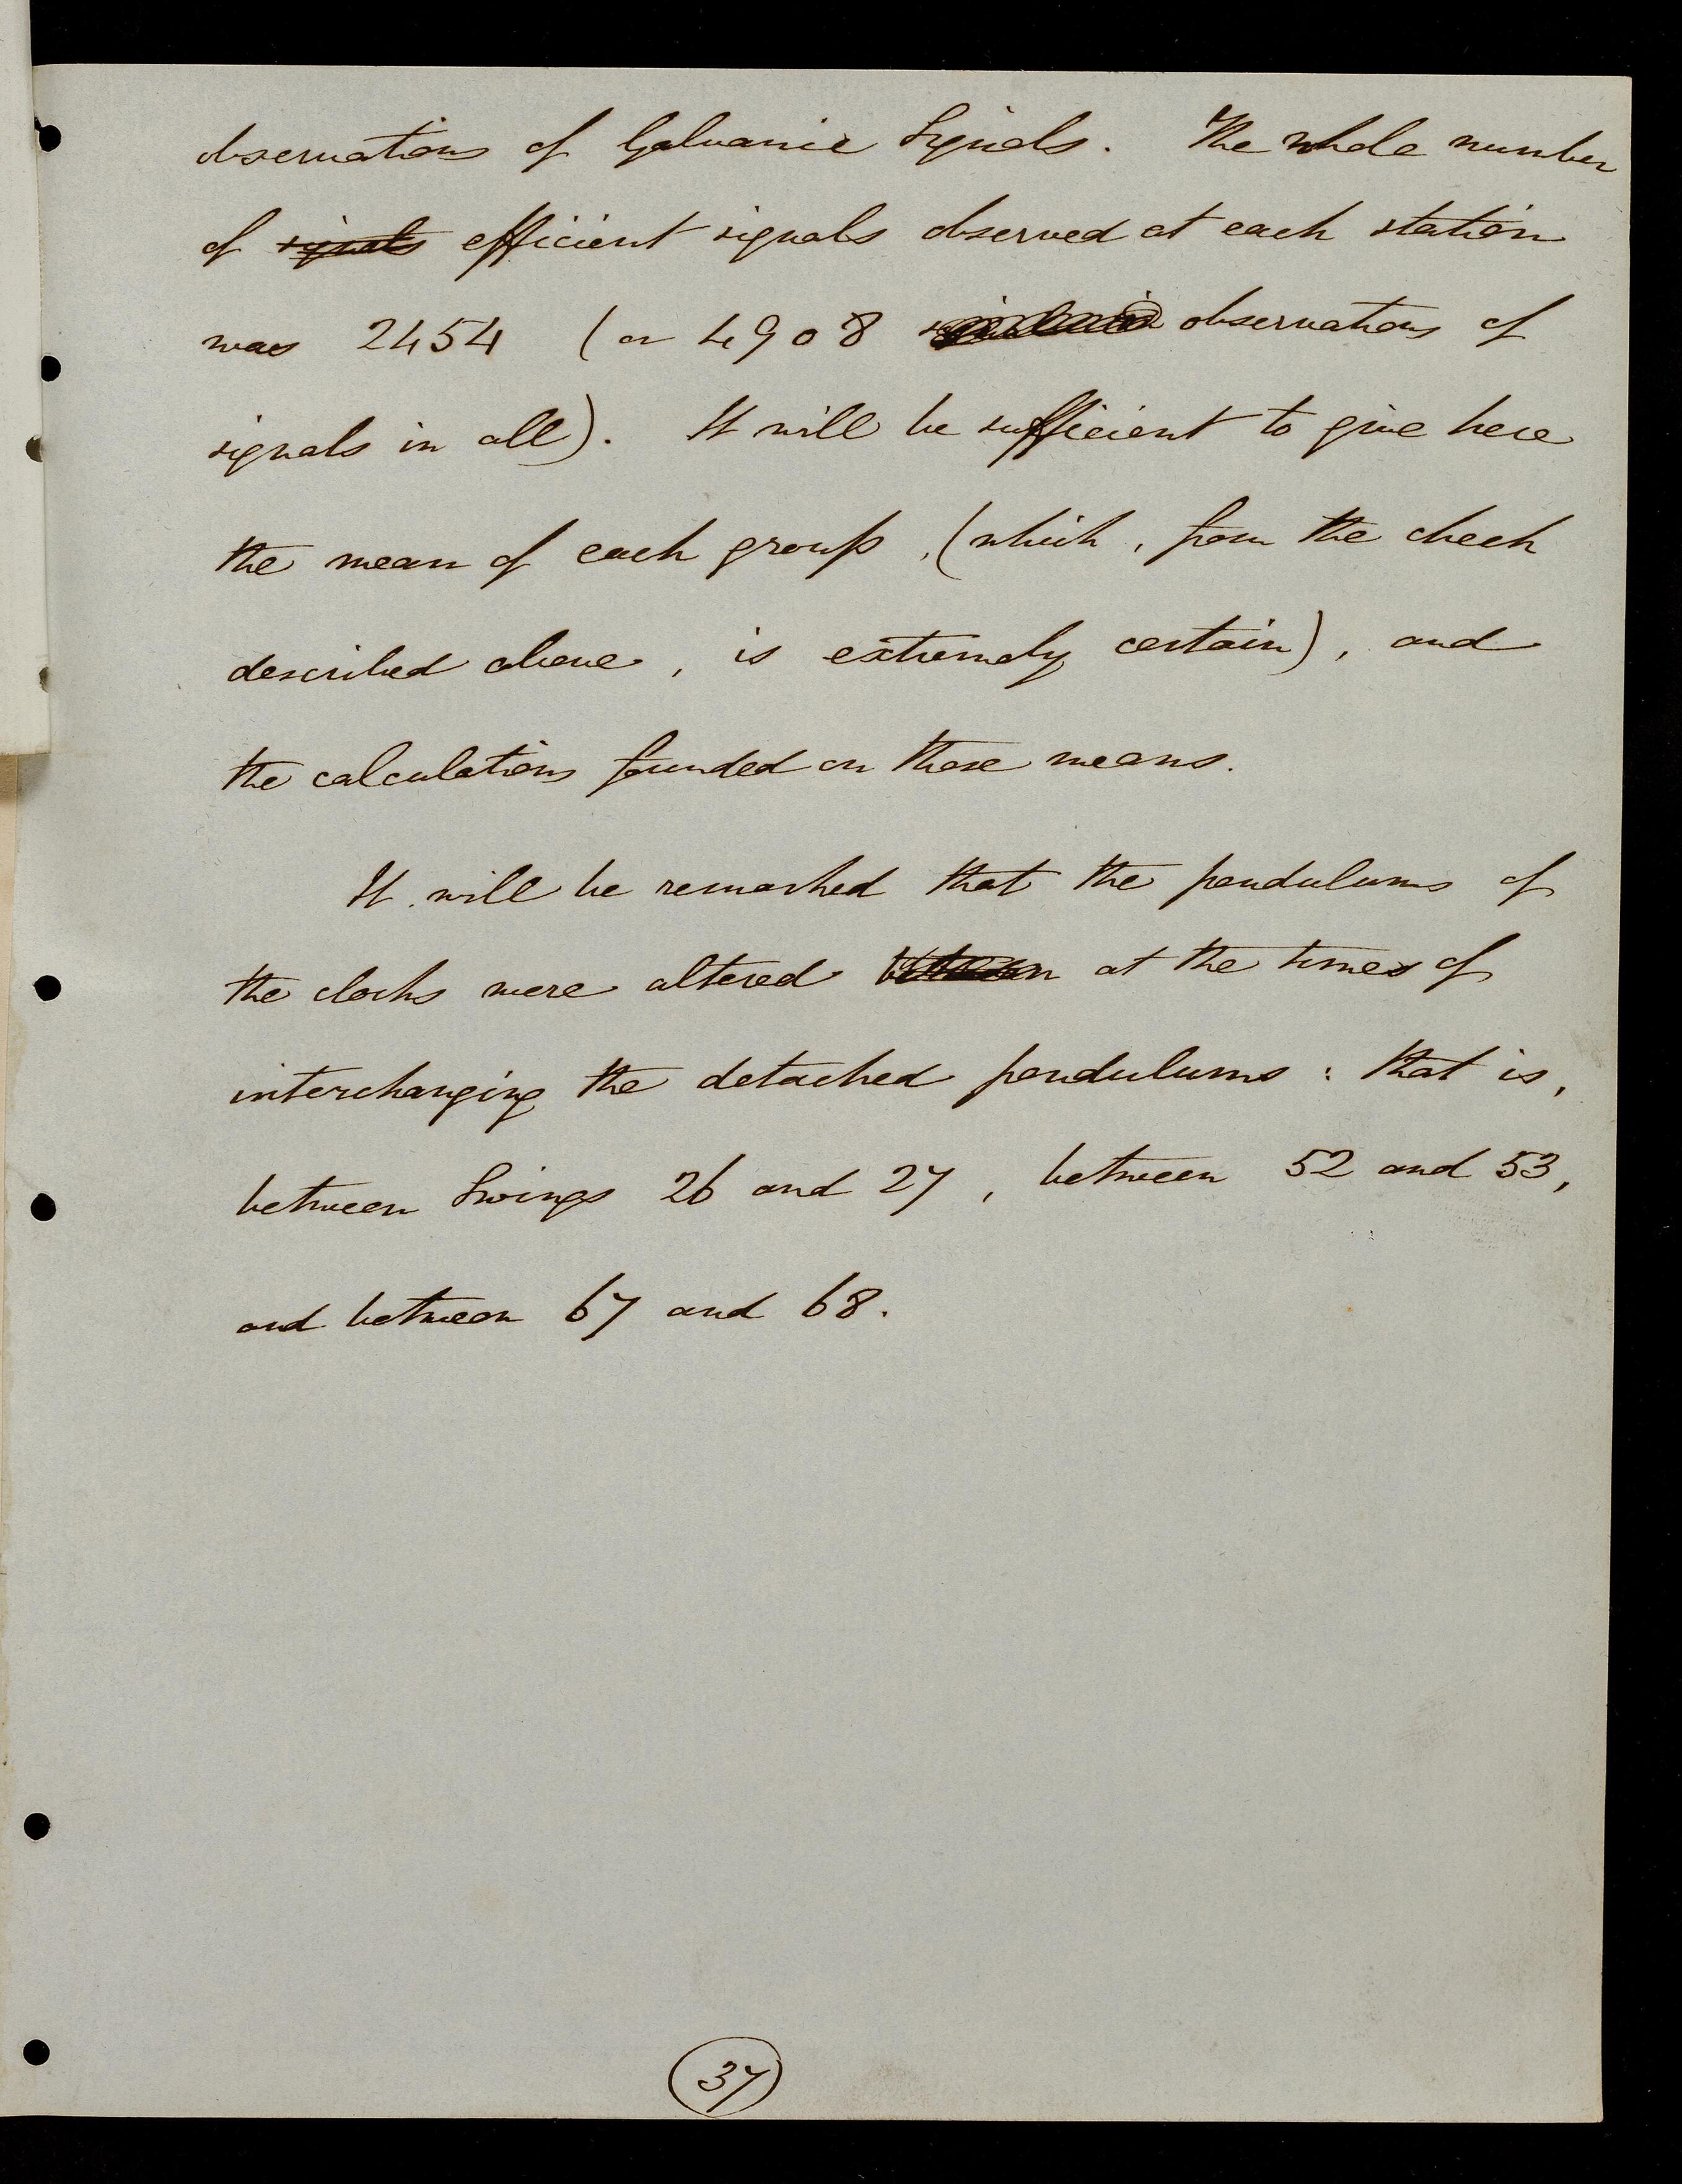 observations of Galvanic Signals. The whole number
of signals efficient signals observed at each station
was 2454 (or 4908 observations of
signals in all). It will be sufficient to give here
the mean of each group, (which, from the check
described above, is extremely certain), and
the calculations founded on those means.
It will be remarked that the pendulums of
the clocks were altered between at the times of
interchanging the detached pendulums: that is,
between Swings 26 and 27, between 52 and 53,
and between 67 and 68.
37